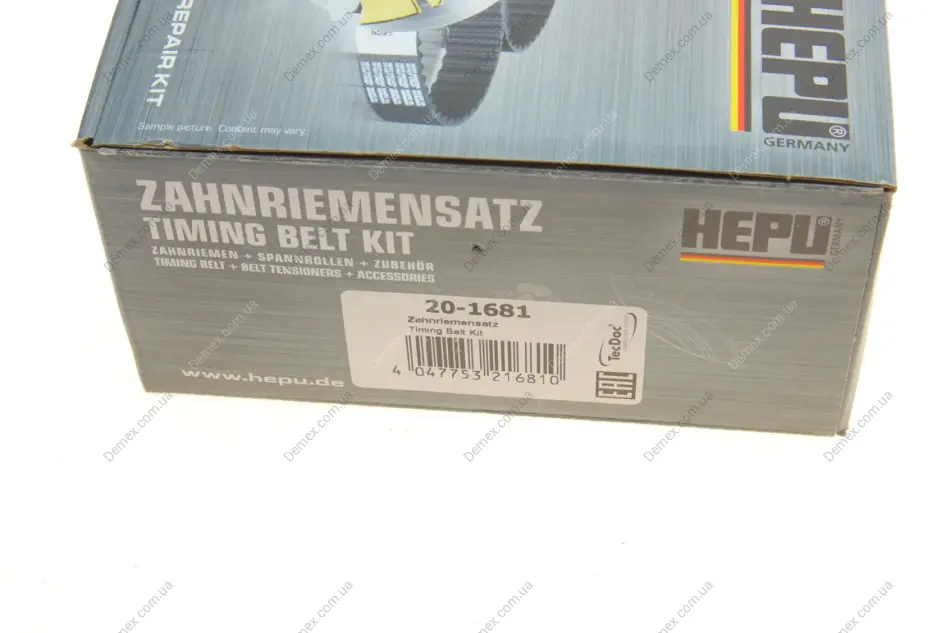 REPAIR KIT
Sample picture. Content may vary
HEPU®
GERMANY
ZAHNRIEMENSATZ
TIMING BELT KIT
ZAHNRIEMEN + SPANNROLLEN + ZUBEHÖR
TIMING BELT + BELT TENSIONERS + ACCESSORIES
HEPU®
GERMANY
20-1681
Zahnriemensatz
Timing Belt Kit
4 047753 216810
TecDoc
EAC
www.hepu.de
Demex.com.ua